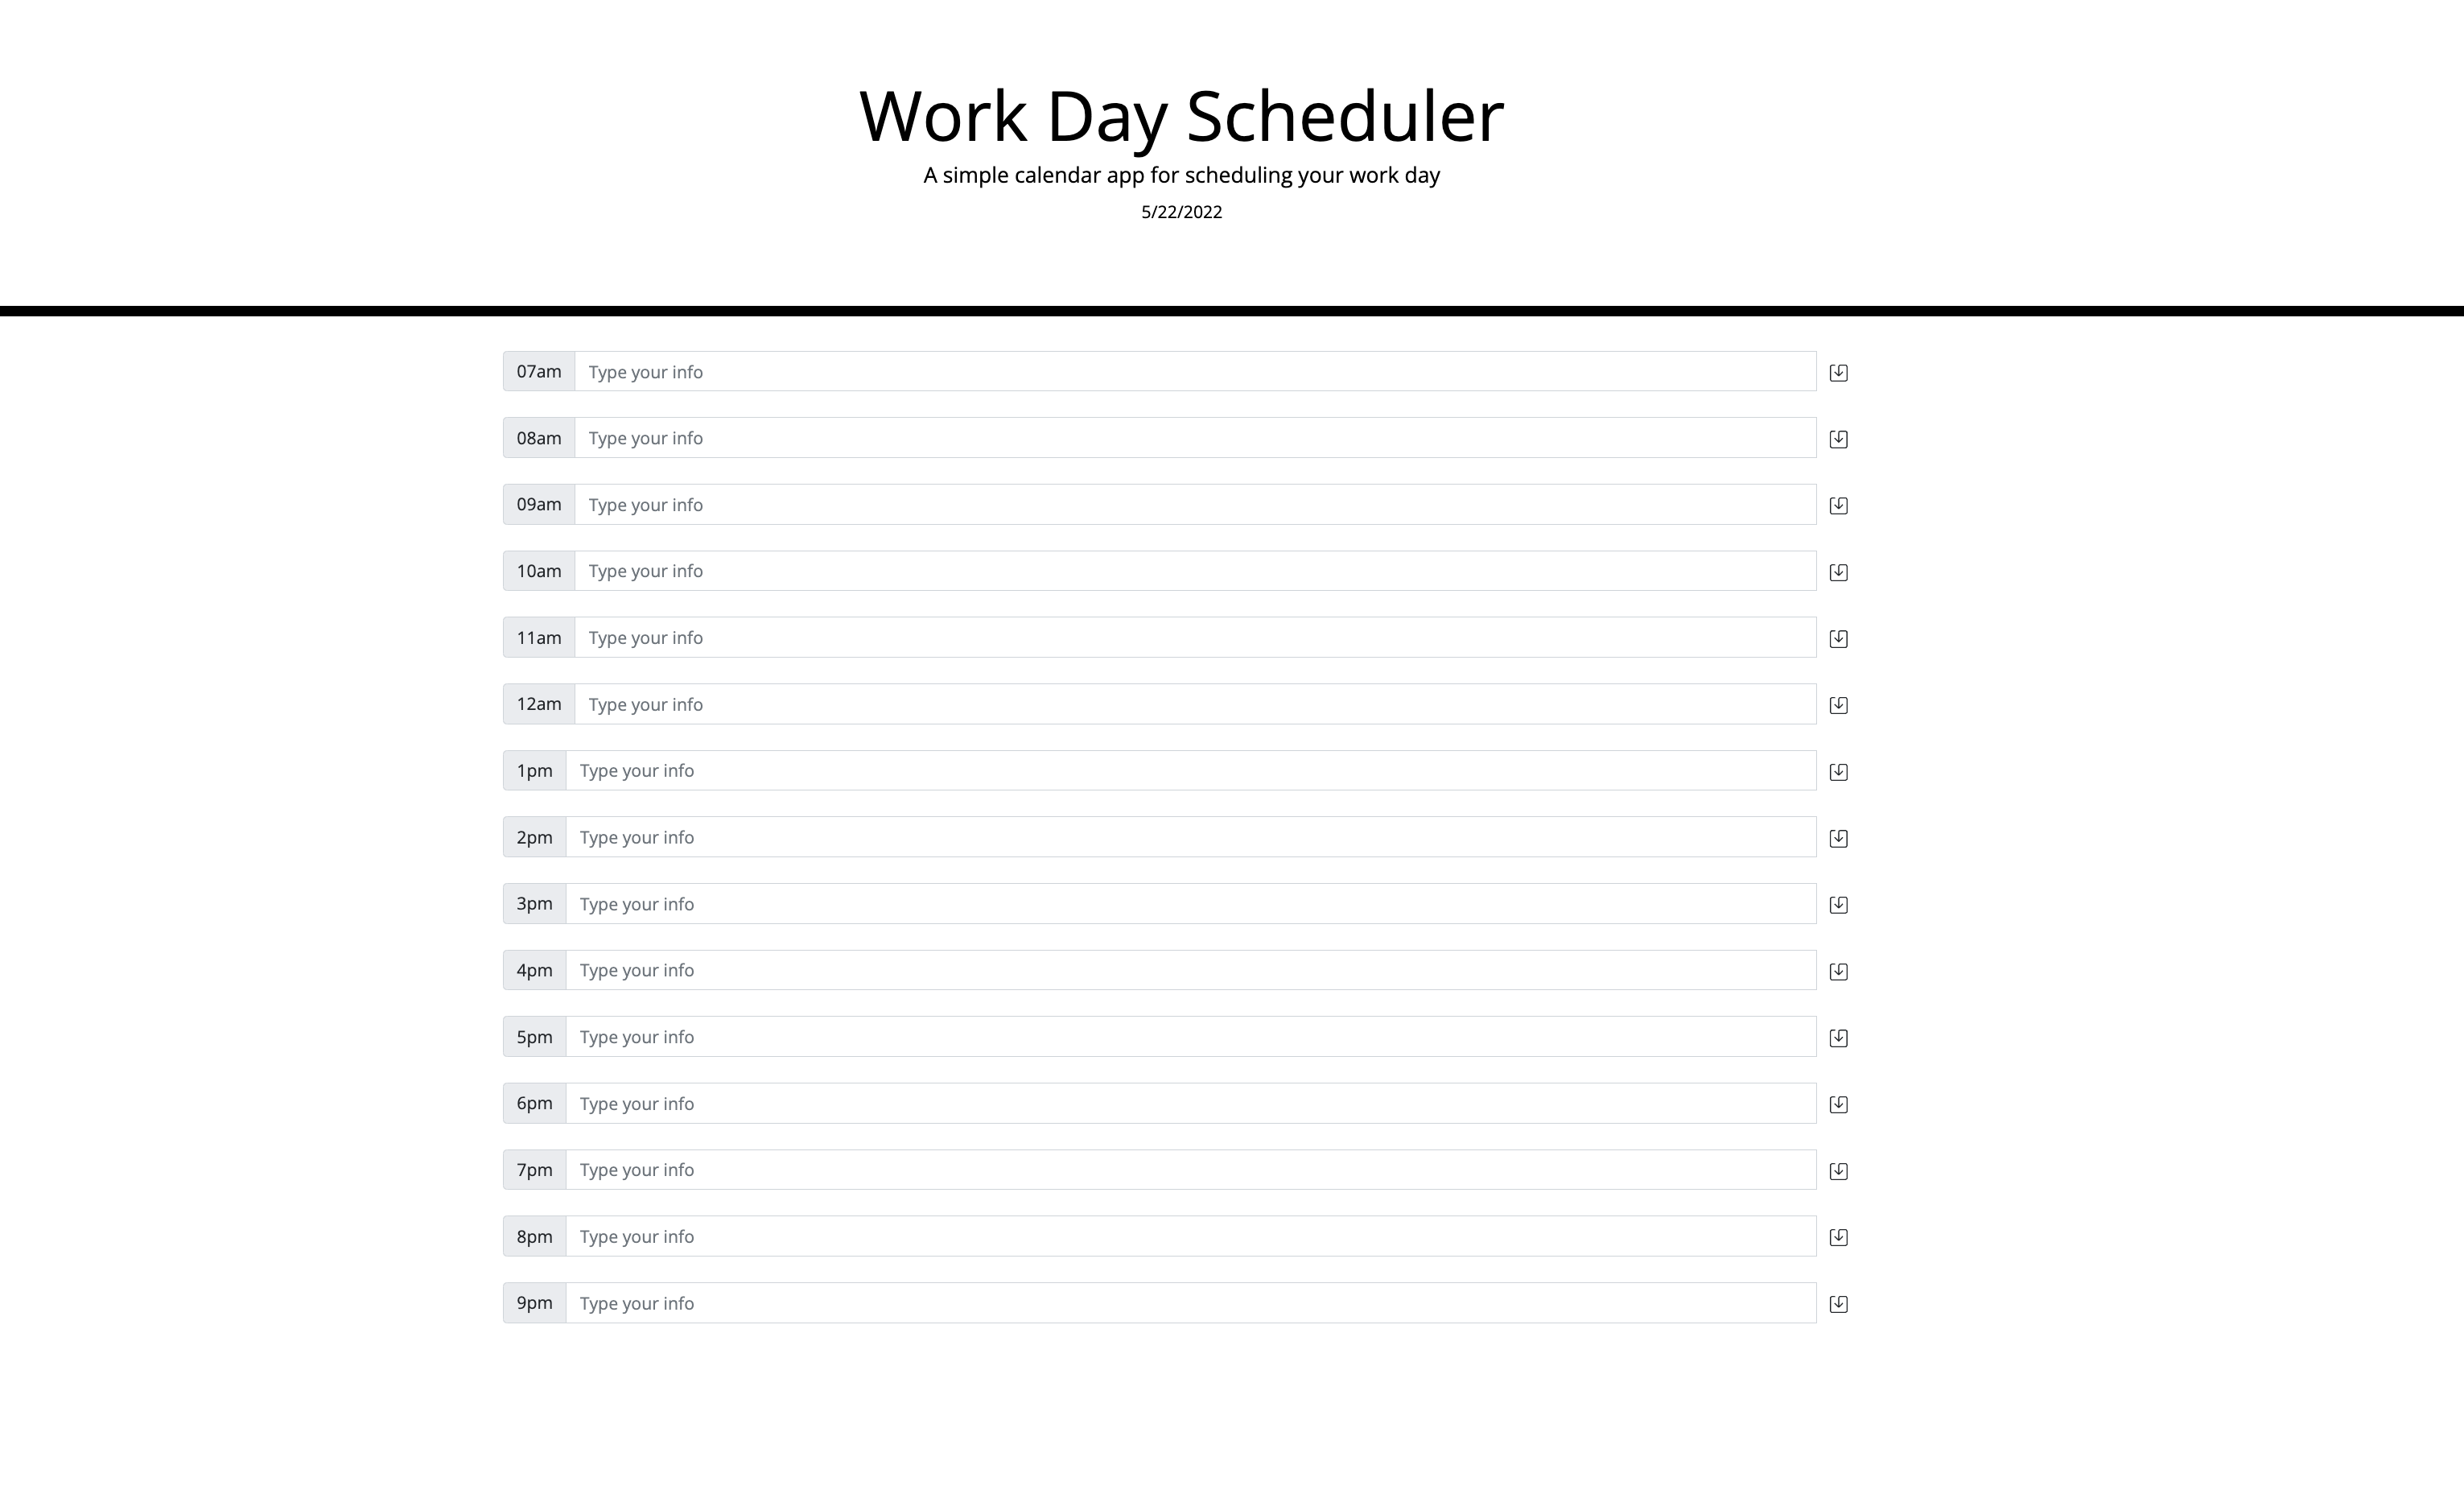 Work Day Scheduler
A simple calendar app for scheduling your work day
5/22/2022
07am Type your info
08am Type your info
09am Type your info
10am Type your info
11am Type your info
12am Type your info
1pm Type your info
2pm Type your info
3pm Type your info
4pm Type your info
5pm Type your info
6pm Type your info
7pm Type your info
8pm Type your info
9pm Type your info